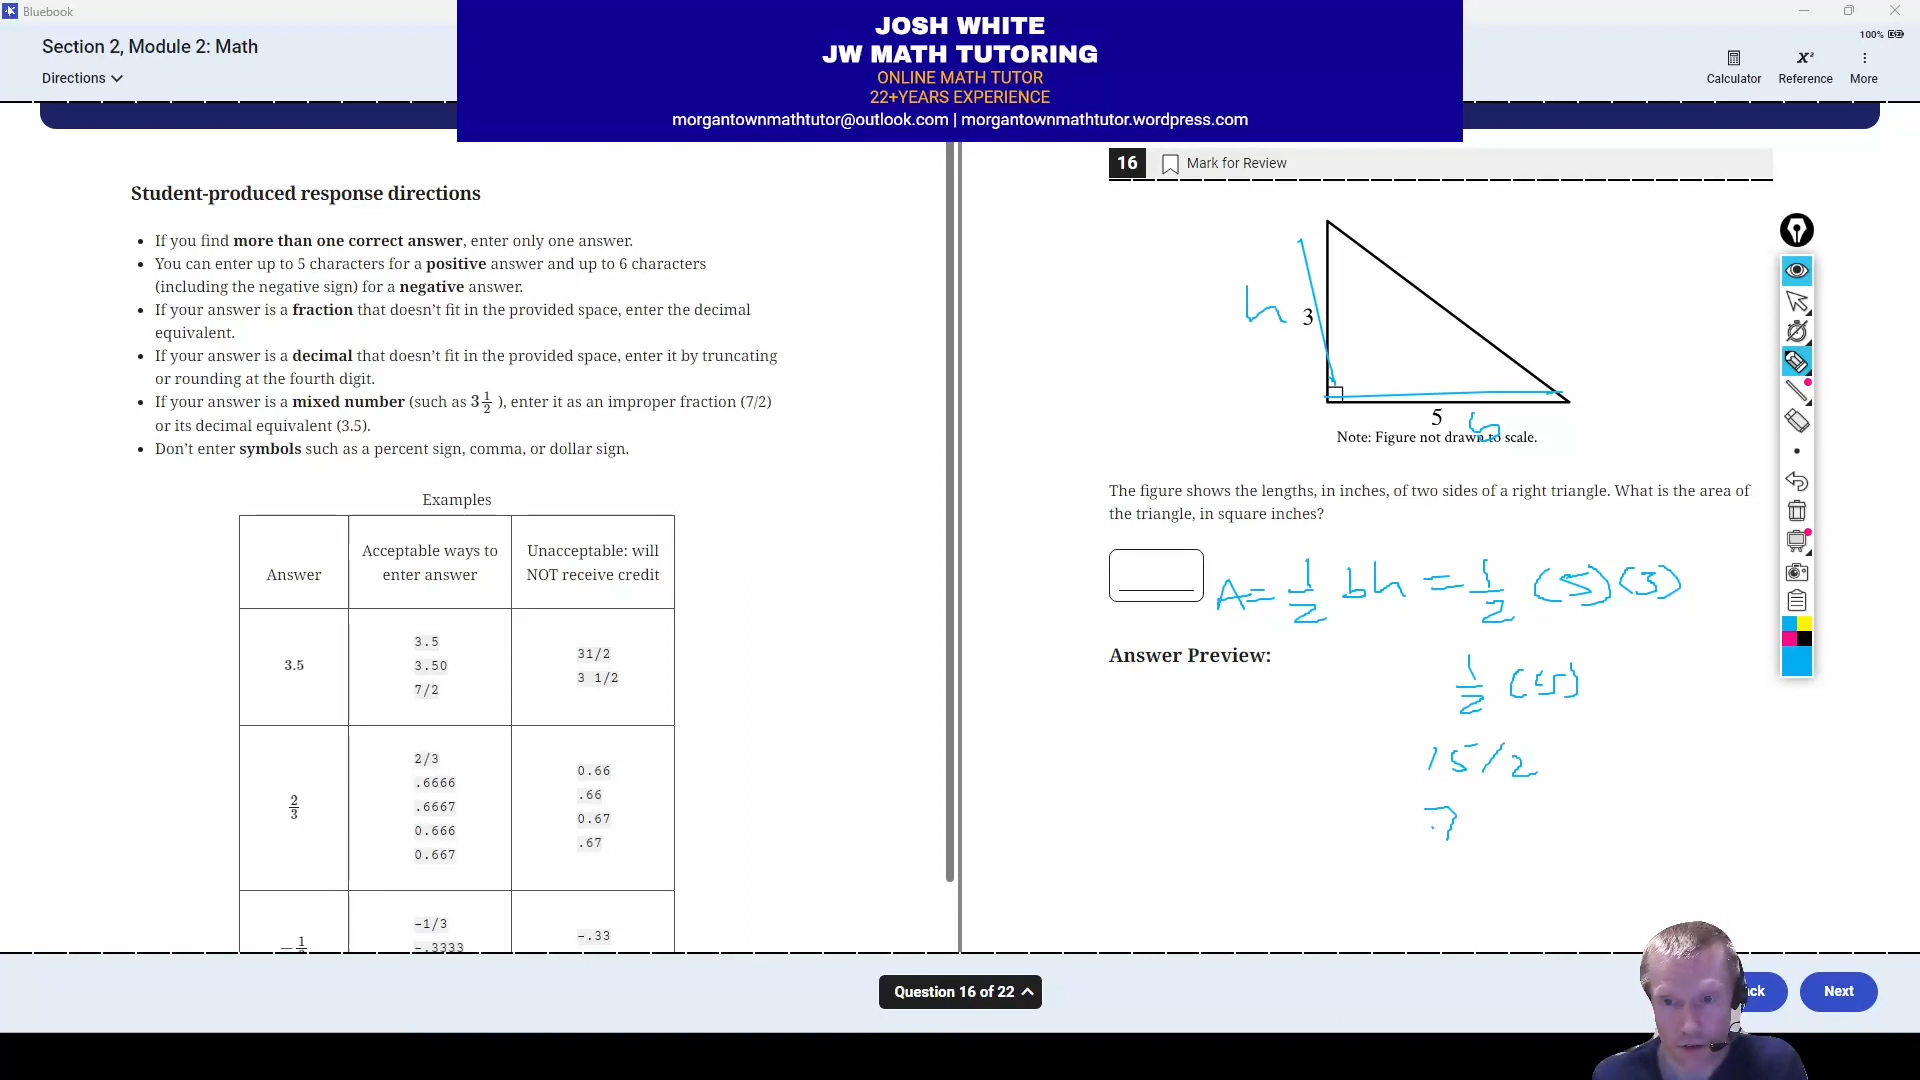 Bluebook
Section 2, Module 2: Math
Directions
JOSH WHITE
JW MATH TUTORING
ONLINE MATH TUTOR
22+YEARS EXPERIENCE
morgantownmathtutor@outlook.com | morgantownmathtutor.wordpress.com
100%
Calculator
Reference
More
Student-produced response directions
• If you find more than one correct answer, enter only one answer.
• You can enter up to 5 characters for a positive answer and up to 6 characters
(including the negative sign) for a negative answer.
• If your answer is a fraction that doesn’t fit in the provided space, enter the decimal
equivalent.
• If your answer is a decimal that doesn’t fit in the provided space, enter it by truncating
or rounding at the fourth digit.
• If your answer is a mixed number (such as 3 1/2 ), enter it as an improper fraction (7/2)
or its decimal equivalent (3.5).
• Don’t enter symbols such as a percent sign, comma, or dollar sign.
Examples
Answer
Acceptable ways to
enter answer
Unacceptable: will
NOT receive credit
3.5
3.5
3.50
7/2
31/2
3 1/2
2/3
2/3
.6666
.6667
0.666
0.667
0.66
.66
0.67
.67
-1/3
-.3333
-.33
16 Mark for Review
h 3
5
Note: Figure not drawn to scale.
The figure shows the lengths, in inches, of two sides of a right triangle. What is the area of
the triangle, in square inches?
A = 1/2 bh = 1/2 (5)(3)
Answer Preview:
1/2 (15)
15/2
7
Question 16 of 22
Next